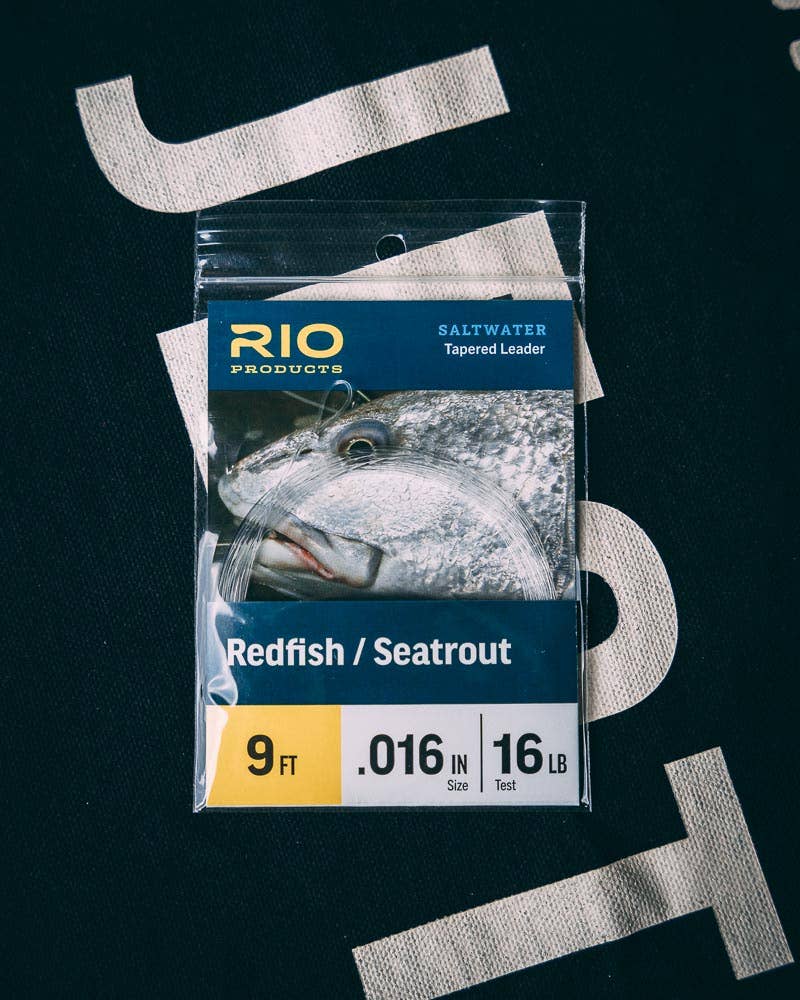 RIO
PRODUCTS
SALTWATER
Tapered Leader
Redfish / Seatrout
9 FT
.016 IN
Size
16 LB
Test